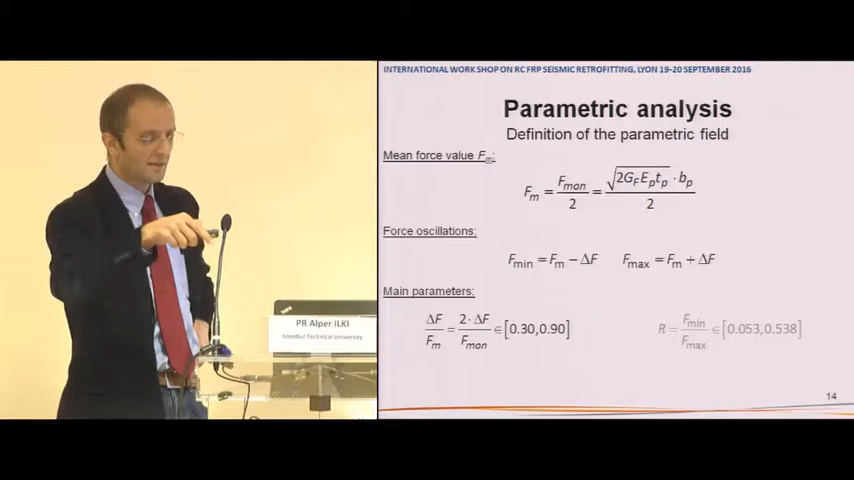 INTERNATIONAL WORK SHOP ON RC FRP SEISMIC RETROFITTING, LYON 19-20 SEPTEMBER 2016
Parametric analysis
Definition of the parametric field
Mean force value Fm:
Fm = Fmon / 2 = √(2GFEptp) · bp / 2
Force oscillations:
Fmin = Fm − ΔF   Fmax = Fm + ΔF
Main parameters:
ΔF / Fm = 2 · ΔF / Fmon ∈ [0.30,0.90]   R = Fmin / Fmax ∈ [0.053,0.538]
14
PR Alper ILKI
Istanbul Technical University